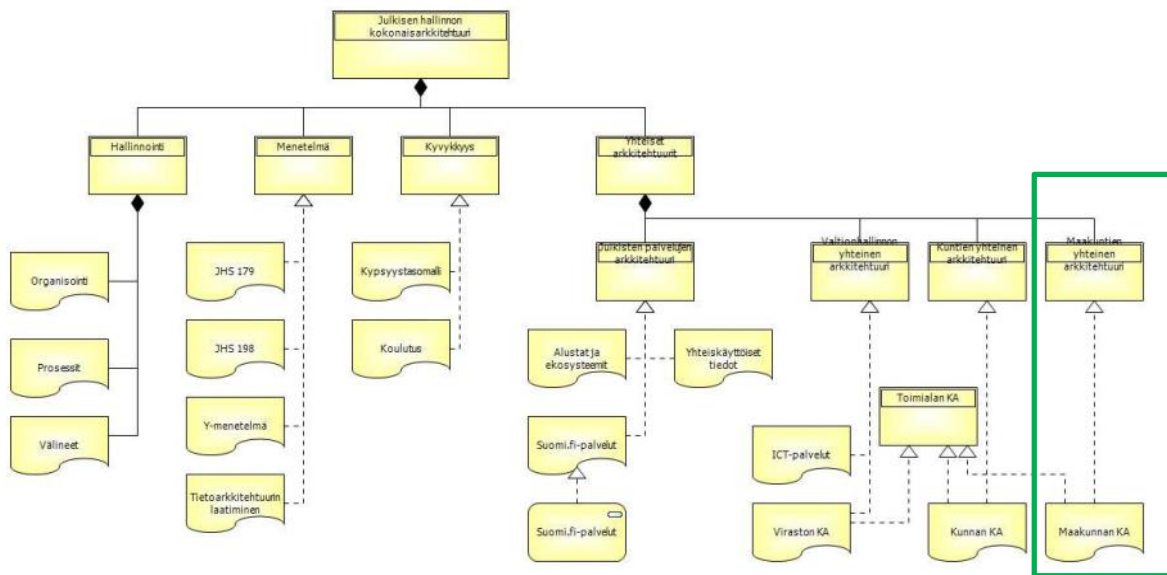 Julkisen hallinnon
kokonaisarkkitehtuuri
Hallinnointi
Menetelmä
Kyvykkyys
Yhteiset
arkkitehtuurit
Julkisten palvelujen
arkkitehtuuri
Valtionhallinnon
yhteinen
arkkitehtuuri
Kuntien yhteinen
arkkitehtuuri
Maakuntien
yhteinen
arkkitehtuuri
Organisointi
JHS 179
Kypsyystasomalli
Prosessit
JHS 198
Koulutus
Alustat ja
ekosysteemit
Yhteiskäyttöiset
tiedot
Toimialan KA
Välineet
Y-menetelmä
Suomi.fi-palvelut
ICT-palvelut
Tietoarkkitehtuurin
laatiminen
Suomi.fi-palvelut
Viraston KA
Kunnan KA
Maakunnan KA